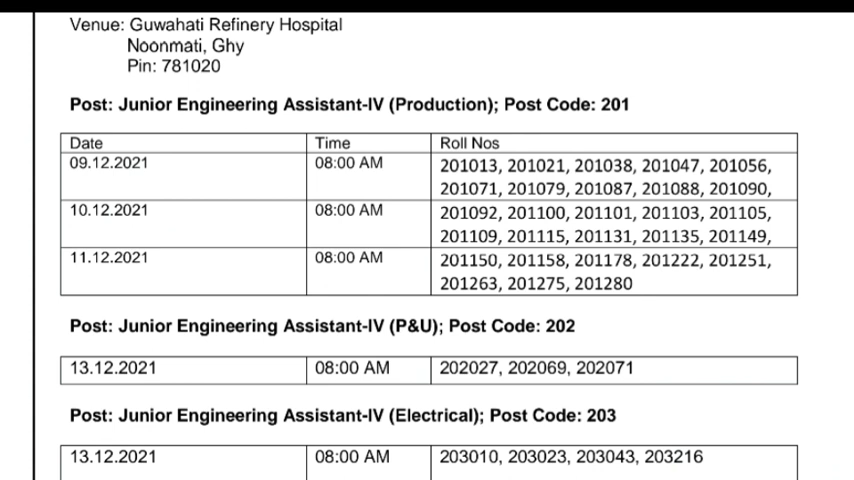 Venue: Guwahati Refinery Hospital
Noonmati, Ghy
Pin: 781020
Post: Junior Engineering Assistant-IV (Production); Post Code: 201
Date Time Roll Nos
09.12.2021 08:00 AM 201013, 201021, 201038, 201047, 201056,
201071, 201079, 201087, 201088, 201090,
10.12.2021 08:00 AM 201092, 201100, 201101, 201103, 201105,
201109, 201115, 201131, 201135, 201149,
11.12.2021 08:00 AM 201150, 201158, 201178, 201222, 201251,
201263, 201275, 201280
Post: Junior Engineering Assistant-IV (P&U); Post Code: 202
13.12.2021 08:00 AM 202027, 202069, 202071
Post: Junior Engineering Assistant-IV (Electrical); Post Code: 203
13.12.2021 08:00 AM 203010, 203023, 203043, 203216